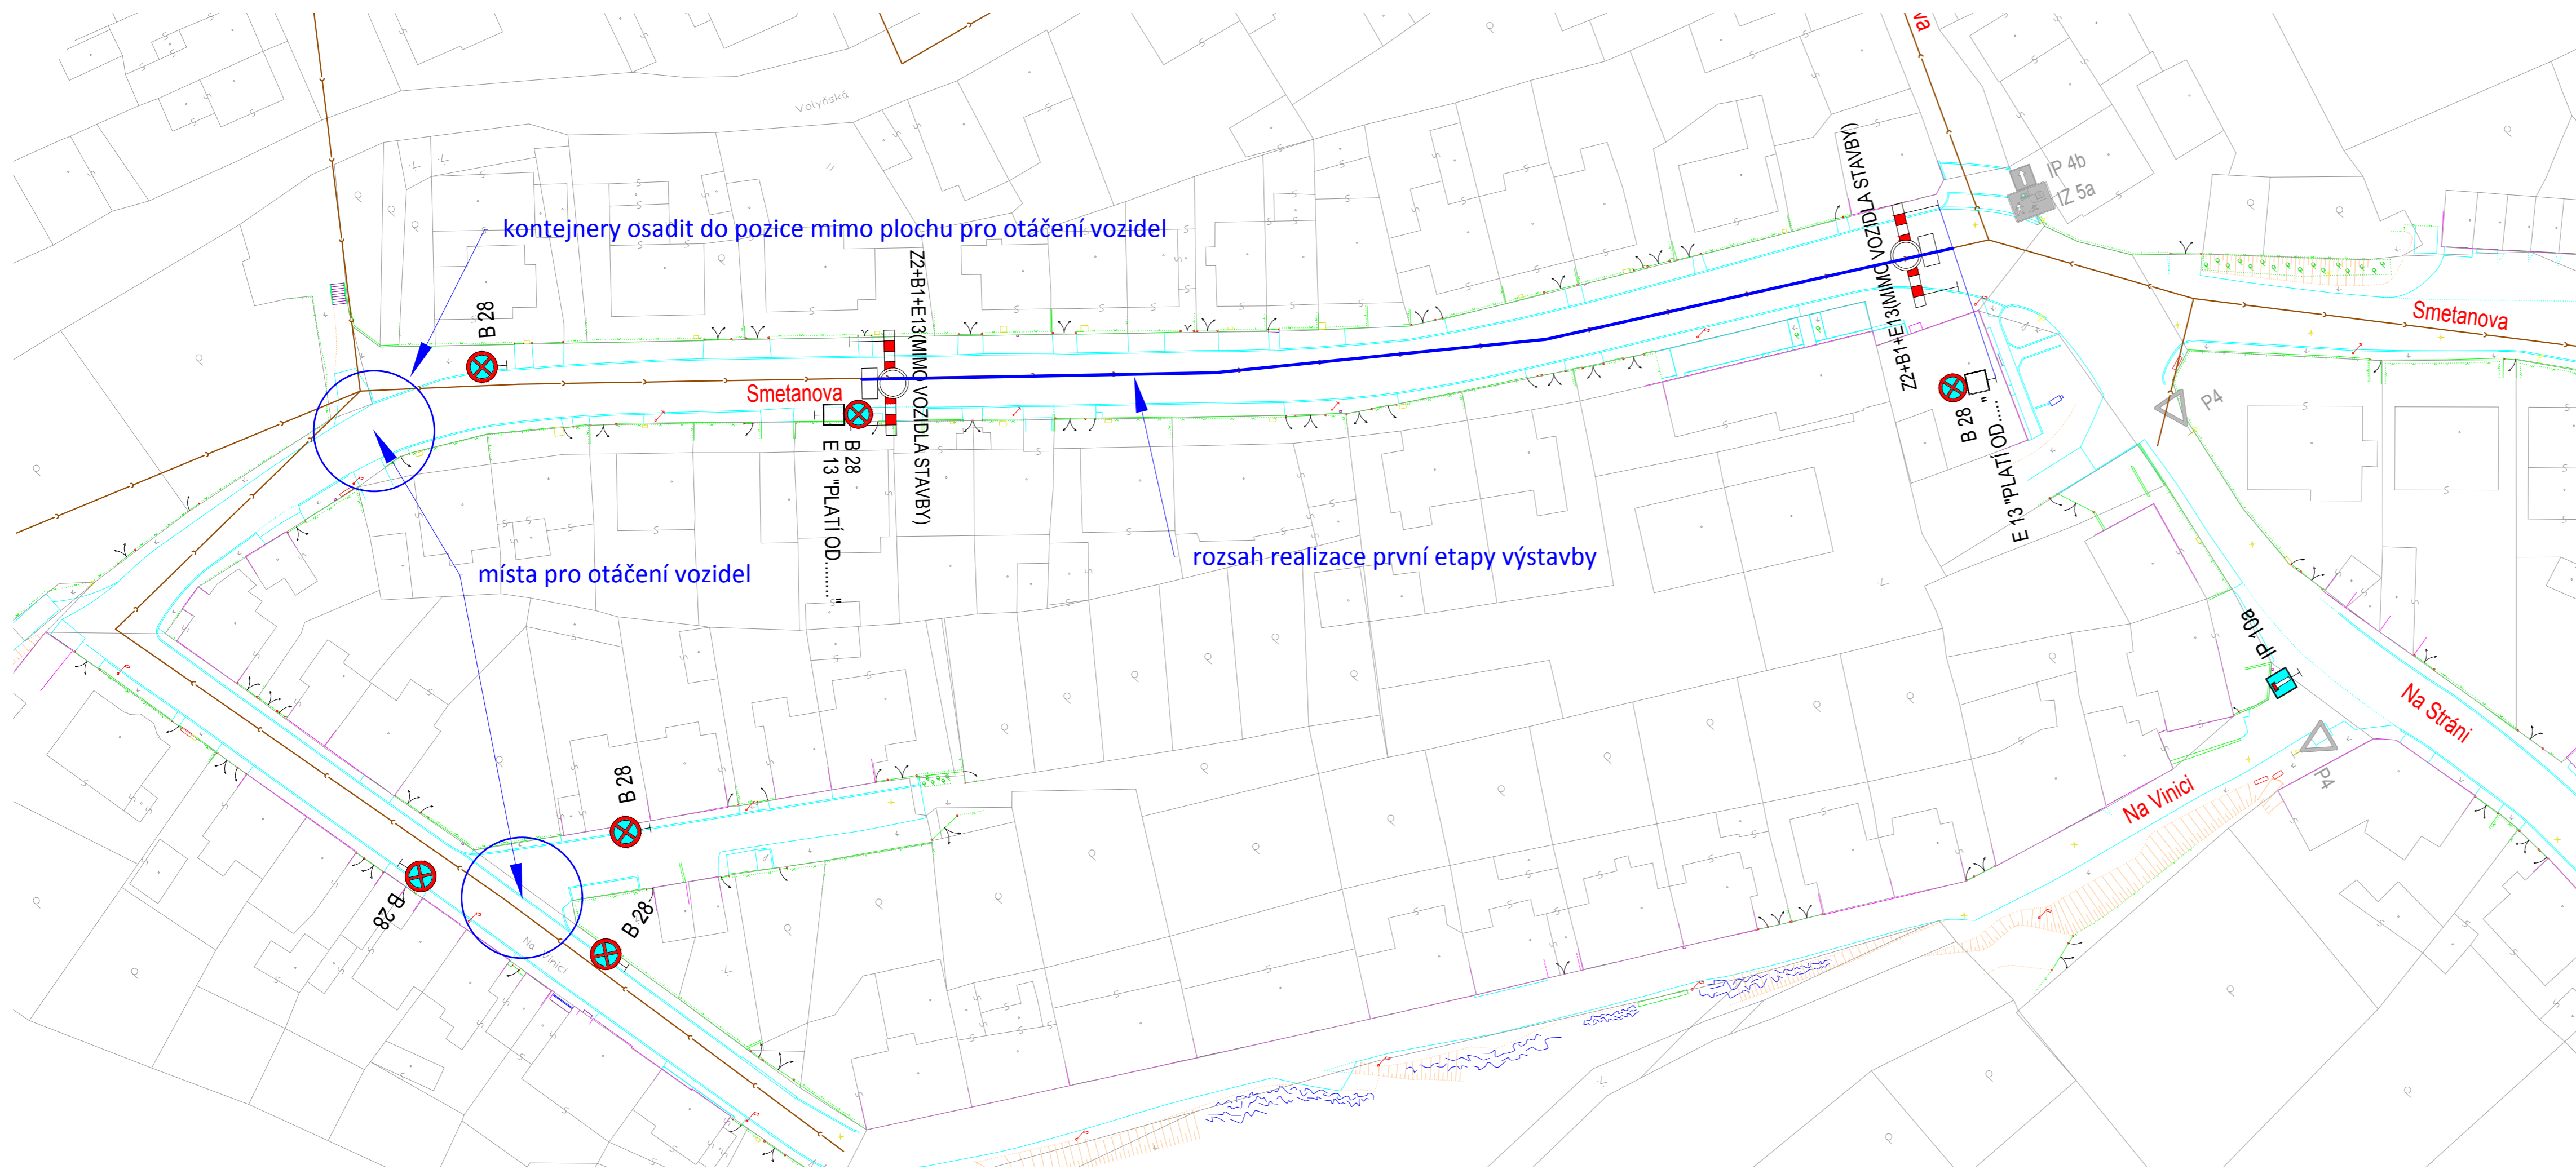 Volyňská
va
IP 4b
IZ 5a
kontejnery osadit do pozice mimo plochu pro otáčení vozidel
B 28
Z2+B1+E13(MIMO VOZIDLA STAVBY)
Z2+B1+E13(MIMO VOZIDLA STAVBY)
Smetanova
Smetanova
P4
B 28
E 13 "PLATÍ OD........"
B 28
E 13 "PLATÍ OD....."
rozsah realizace první etapy výstavby
místa pro otáčení vozidel
IP 10a
Na Stráni
P4
Na Vinici
B 28
B 28
B 28
Na Vinici